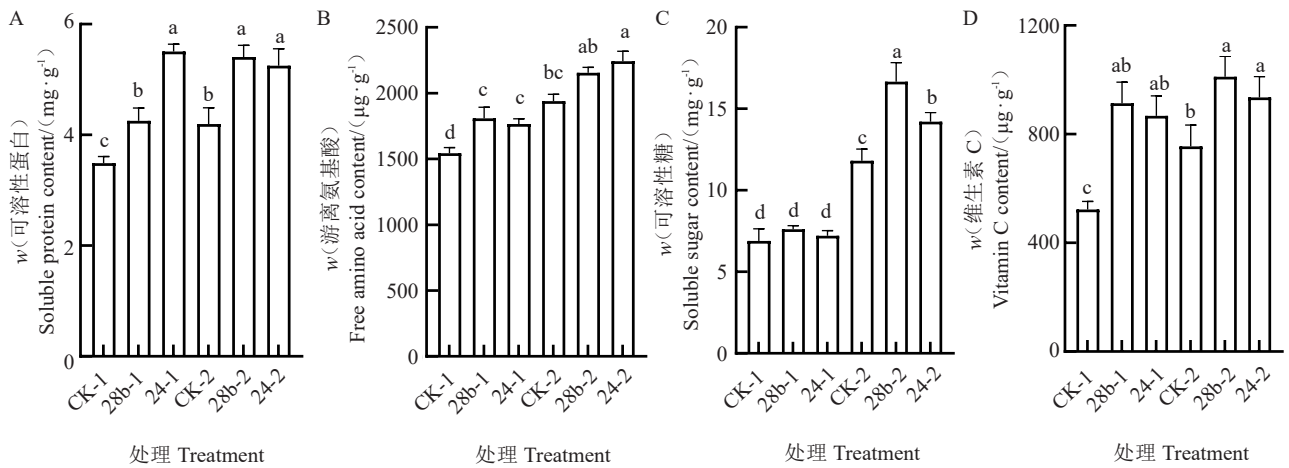 A
w(可溶性蛋白)
Soluble protein content/(mg·g⁻¹)
6
4
2
0
c
b
a
b
a
a
CK-1
28b-1
24-1
CK-2
28b-2
24-2
处理 Treatment
B
w(游离氨基酸)
Free amino acid content/(μg·g⁻¹)
2500
2000
1500
1000
500
0
d
c
c
bc
ab
a
CK-1
28b-1
24-1
CK-2
28b-2
24-2
处理 Treatment
C
w(可溶性糖)
Soluble sugar content/(mg·g⁻¹)
20
15
10
5
0
d
d
d
c
a
b
CK-1
28b-1
24-1
CK-2
28b-2
24-2
处理 Treatment
D
w(维生素 C)
Vitamin C content/(μg·g⁻¹)
1200
800
400
0
c
ab
ab
b
a
a
CK-1
28b-1
24-1
CK-2
28b-2
24-2
处理 Treatment